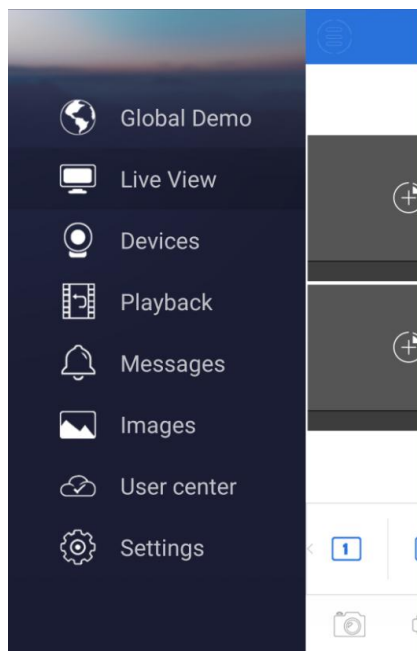 Global Demo
Live View
Devices
Playback
Messages
Images
User center
Settings
1